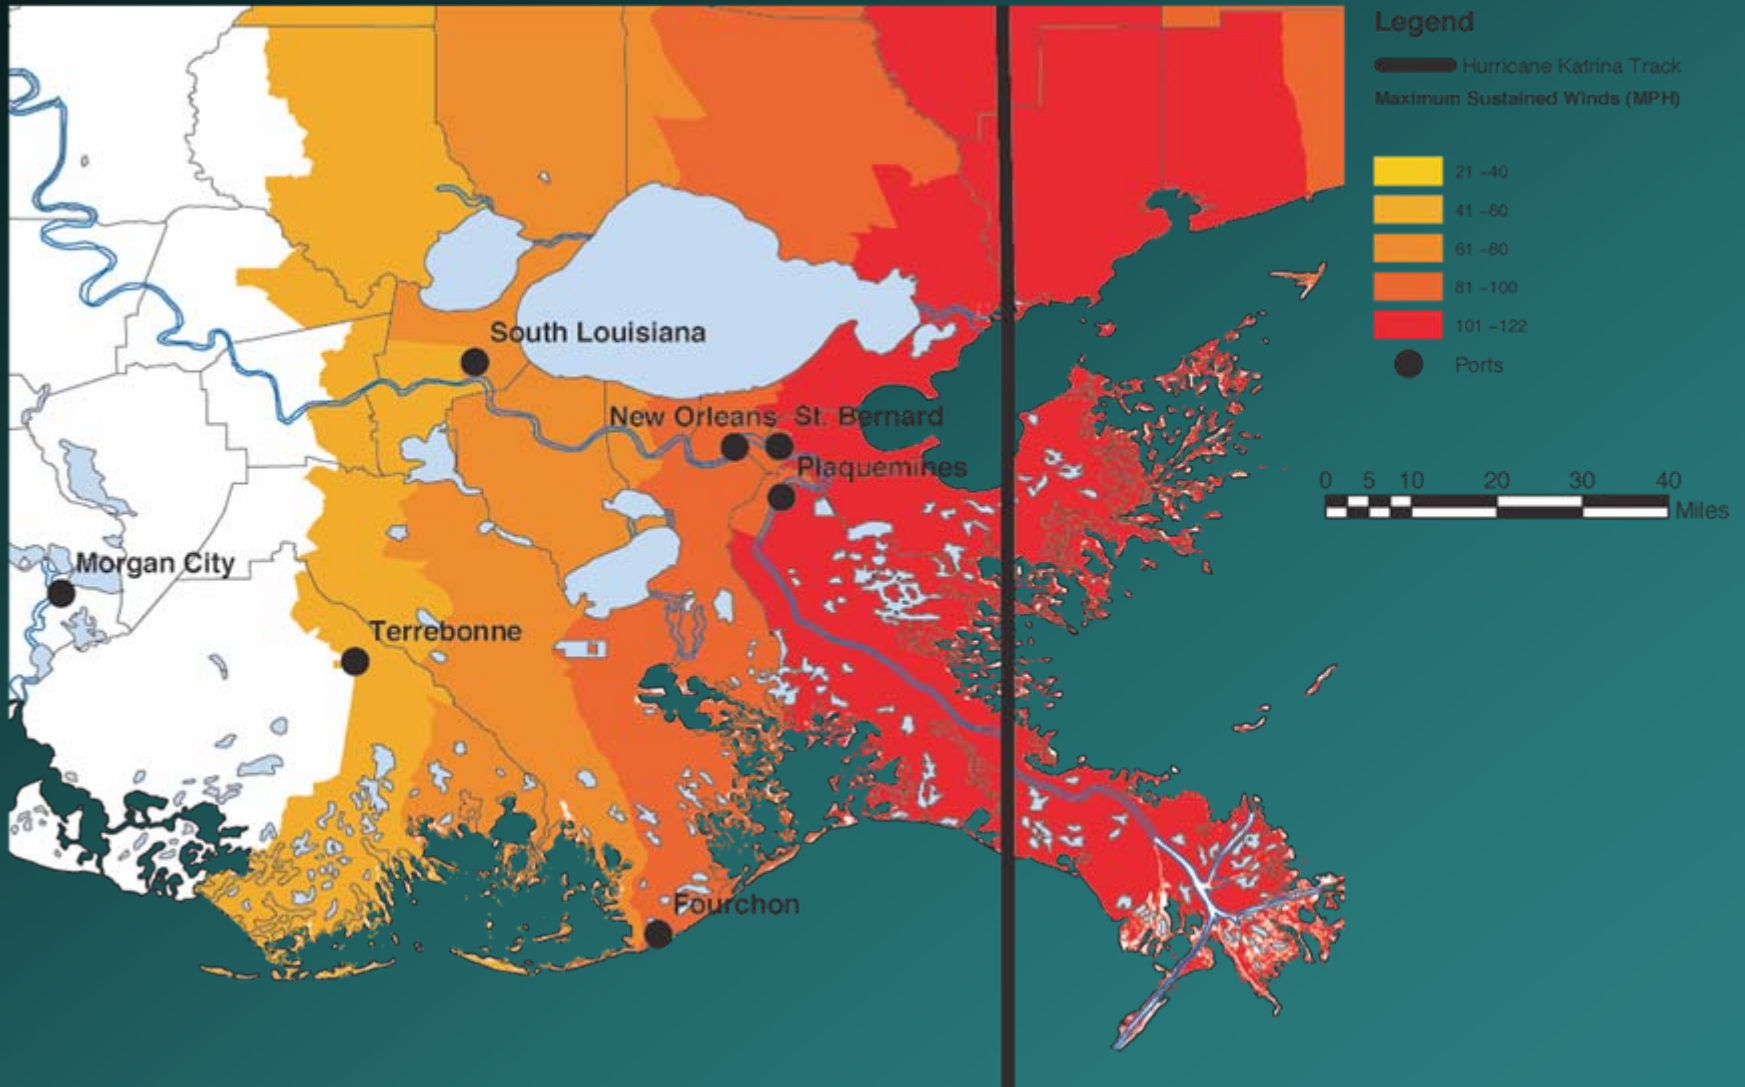 Legend
Hurricane Katrina Track
Maximum Sustained Winds (MPH)
21 -40
41 -60
61 -80
81 -100
101 -122
Ports
South Louisiana
New Orleans
St. Bernard
Plaquemines
Morgan City
Terrebonne
Fourchon
0 5 10 20 30 40
Miles